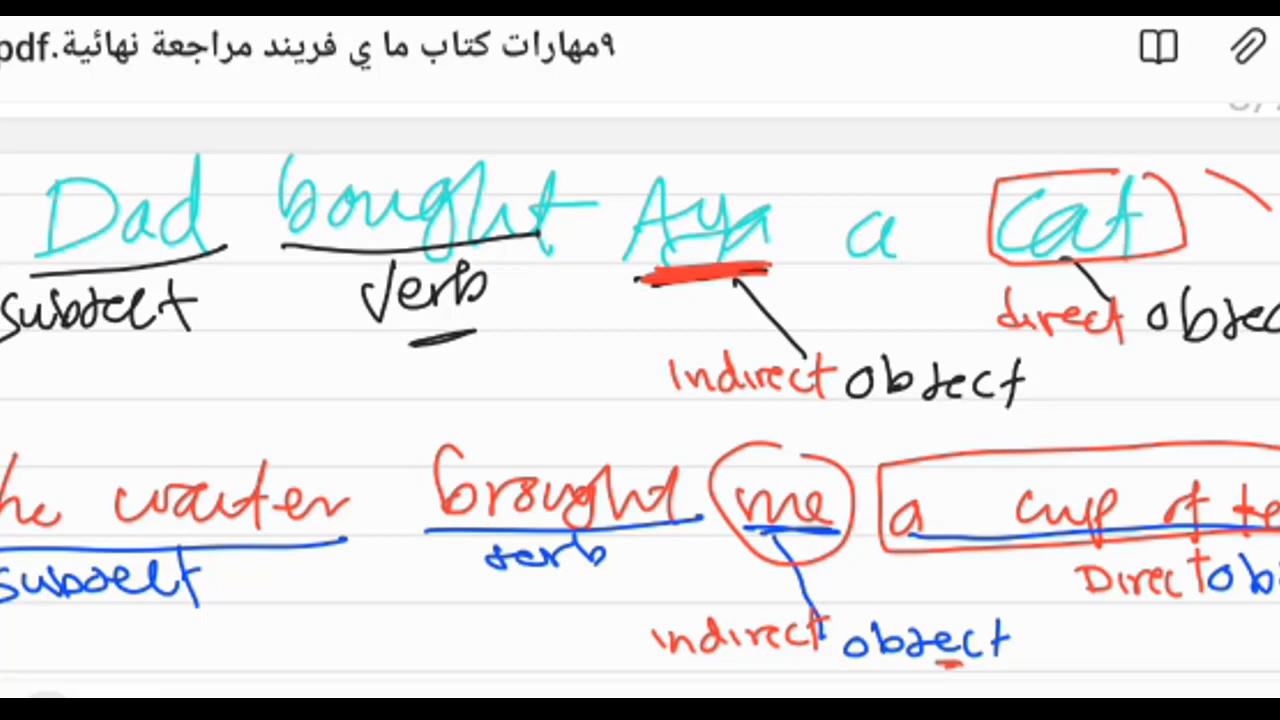 ٩مهارات كتاب ما ي فريند مراجعة نهائية.pdf
Dad bought Aya a cat
subject verb direct objec
Indirect object
he waiter brought me a cup of te
subject verb Direct ob
indirect object